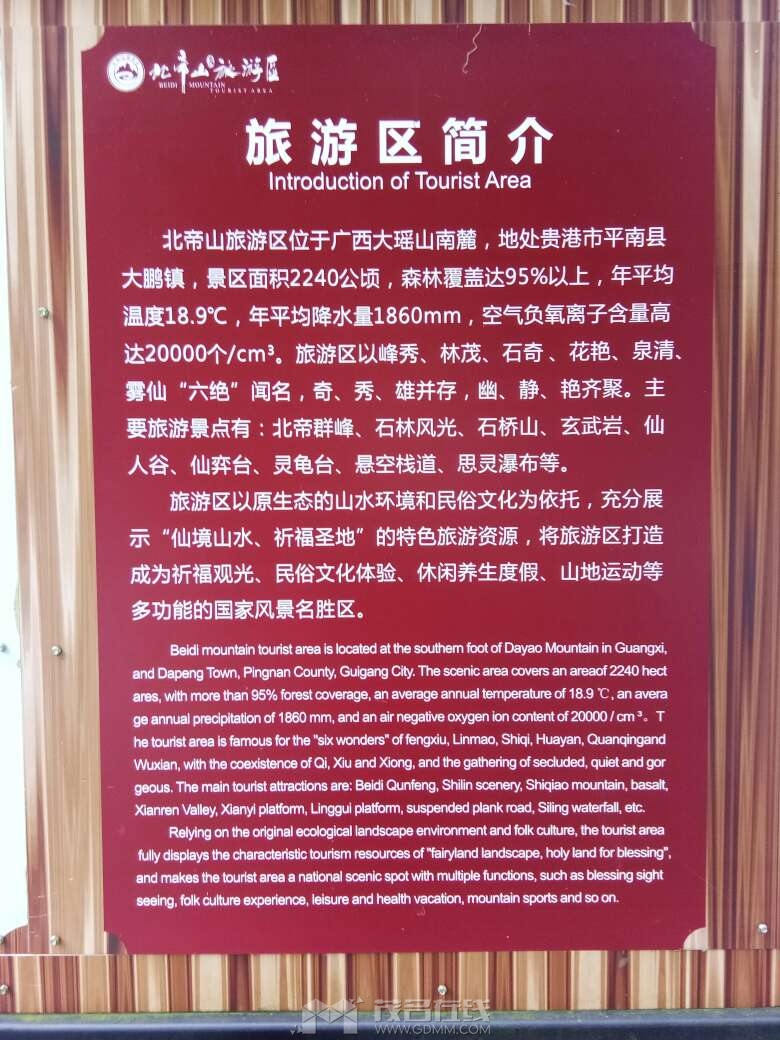 北帝山旅游区
BEIDI MOUNTAIN
TOURIST AREA
旅游区简介
Introduction of Tourist Area
北帝山旅游区位于广西大瑶山南麓，地处贵港市平南县
大鹏镇，景区面积2240公顷，森林覆盖达95%以上，年平均
温度18.9℃，年平均降水量1860mm，空气负氧离子含量高
达20000个/cm³。旅游区以峰秀、林茂、石奇、花艳、泉清、
雾仙“六绝”闻名，奇、秀、雄并存，幽、静、艳齐聚。主
要旅游景点有：北帝群峰、石林风光、石桥山、玄武岩、仙
人谷、仙弈台、灵龟台、悬空栈道、思灵瀑布等。
旅游区以原生态的山水环境和民俗文化为依托，充分展
示“仙境山水、祈福圣地”的特色旅游资源，将旅游区打造
成为祈福观光、民俗文化体验、休闲养生度假、山地运动等
多功能的国家风景名胜区。
Beidi mountain tourist area is located at the southern foot of Dayao Mountain in Guangxi,
and Dapeng Town, Pingnan County, Guigang City. The scenic area covers an areaof 2240 hect
ares, with more than 95% forest coverage, an average annual temperature of 18.9 ℃, an avera
ge annual precipitation of 1860 mm, and an air negative oxygen ion content of 20000 / cm ³。T
he tourist area is famous for the "six wonders" of fengxiu, Linmao, Shiqi, Huayan, Quanqingand
Wuxian, with the coexistence of Qi, Xiu and Xiong, and the gathering of secluded, quiet and gor
geous. The main tourist attractions are: Beidi Qunfeng, Shilin scenery, Shiqiao mountain, basalt,
Xianren Valley, Xianyi platform, Linggui platform, suspended plank road, Siling waterfall, etc.
Relying on the original ecological landscape environment and folk culture, the tourist area
fully displays the characteristic tourism resources of "fairyland landscape, holy land for blessing",
and makes the tourist area a national scenic spot with multiple functions, such as blessing sight
seeing, folk culture experience, leisure and health vacation, mountain sports and so on.
茂名在线
WWW.GDMM.COM